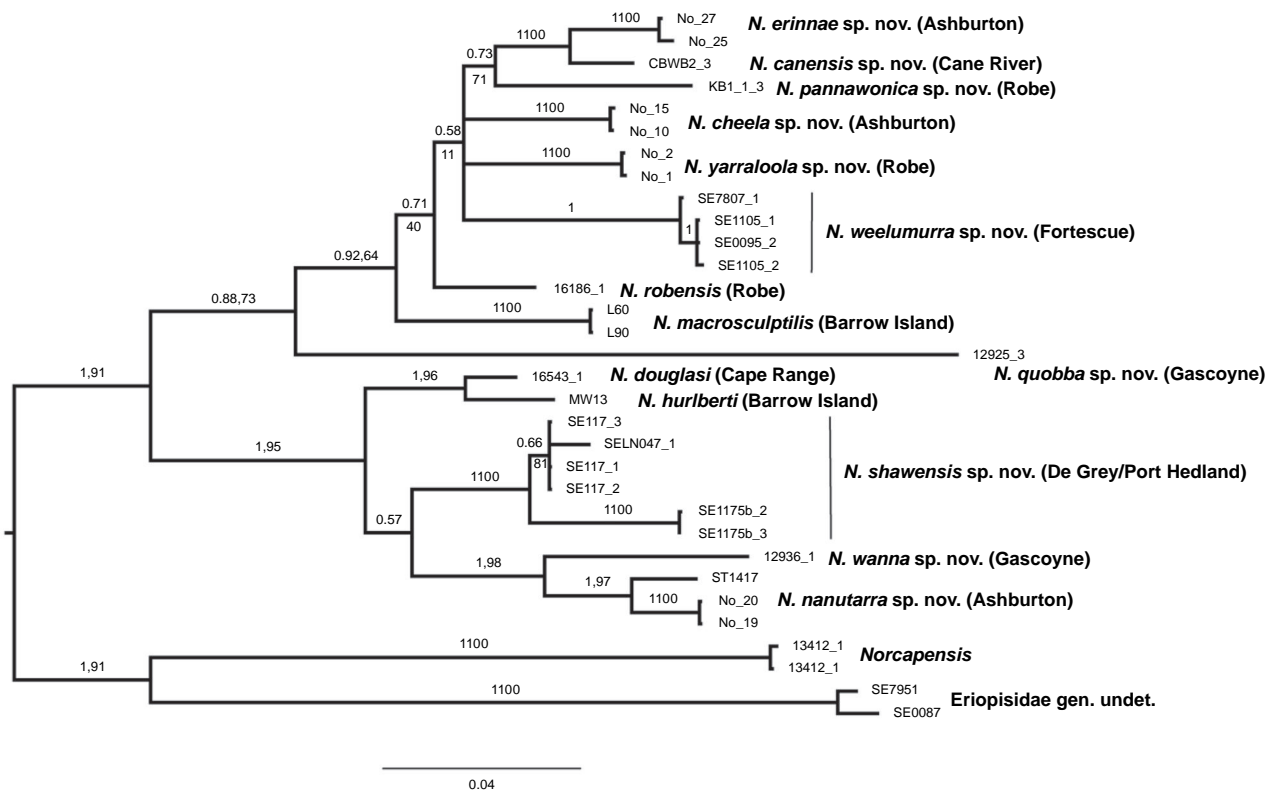 1100
No_27
No_25
N. erinnae sp. nov. (Ashburton)
0.73
71
1100
CBWB2_3
N. canensis sp. nov. (Cane River)
KB1_1_3
N. pannawonica sp. nov. (Robe)
1100
No_15
No_10
N. cheela sp. nov. (Ashburton)
0.58
11
1100
No_2
No_1
N. yarraloola sp. nov. (Robe)
1
SE7807_1
1
SE1105_1
SE0095_2
SE1105_2
N. weelumurra sp. nov. (Fortescue)
0.71
40
16186_1
N. robensis (Robe)
0.92,64
1100
L60
L90
N. macrosculptilis (Barrow Island)
0.88,73
12925_3
N. quobba sp. nov. (Gascoyne)
1,91
1,96
16543_1
N. douglasi (Cape Range)
MW13
N. hurlberti (Barrow Island)
1,95
SE117_3
0.66
81
SELN047_1
SE117_1
SE117_2
1100
1100
SE1175b_2
SE1175b_3
N. shawensis sp. nov. (De Grey/Port Hedland)
0.57
1,98
12936_1
N. wanna sp. nov. (Gascoyne)
1,97
ST1417
1100
No_20
No_19
N. nanutarra sp. nov. (Ashburton)
1,91
1100
13412_1
13412_1
Norcapensis
1100
SE7951
SE0087
Eriopisidae gen. undet.
0.04